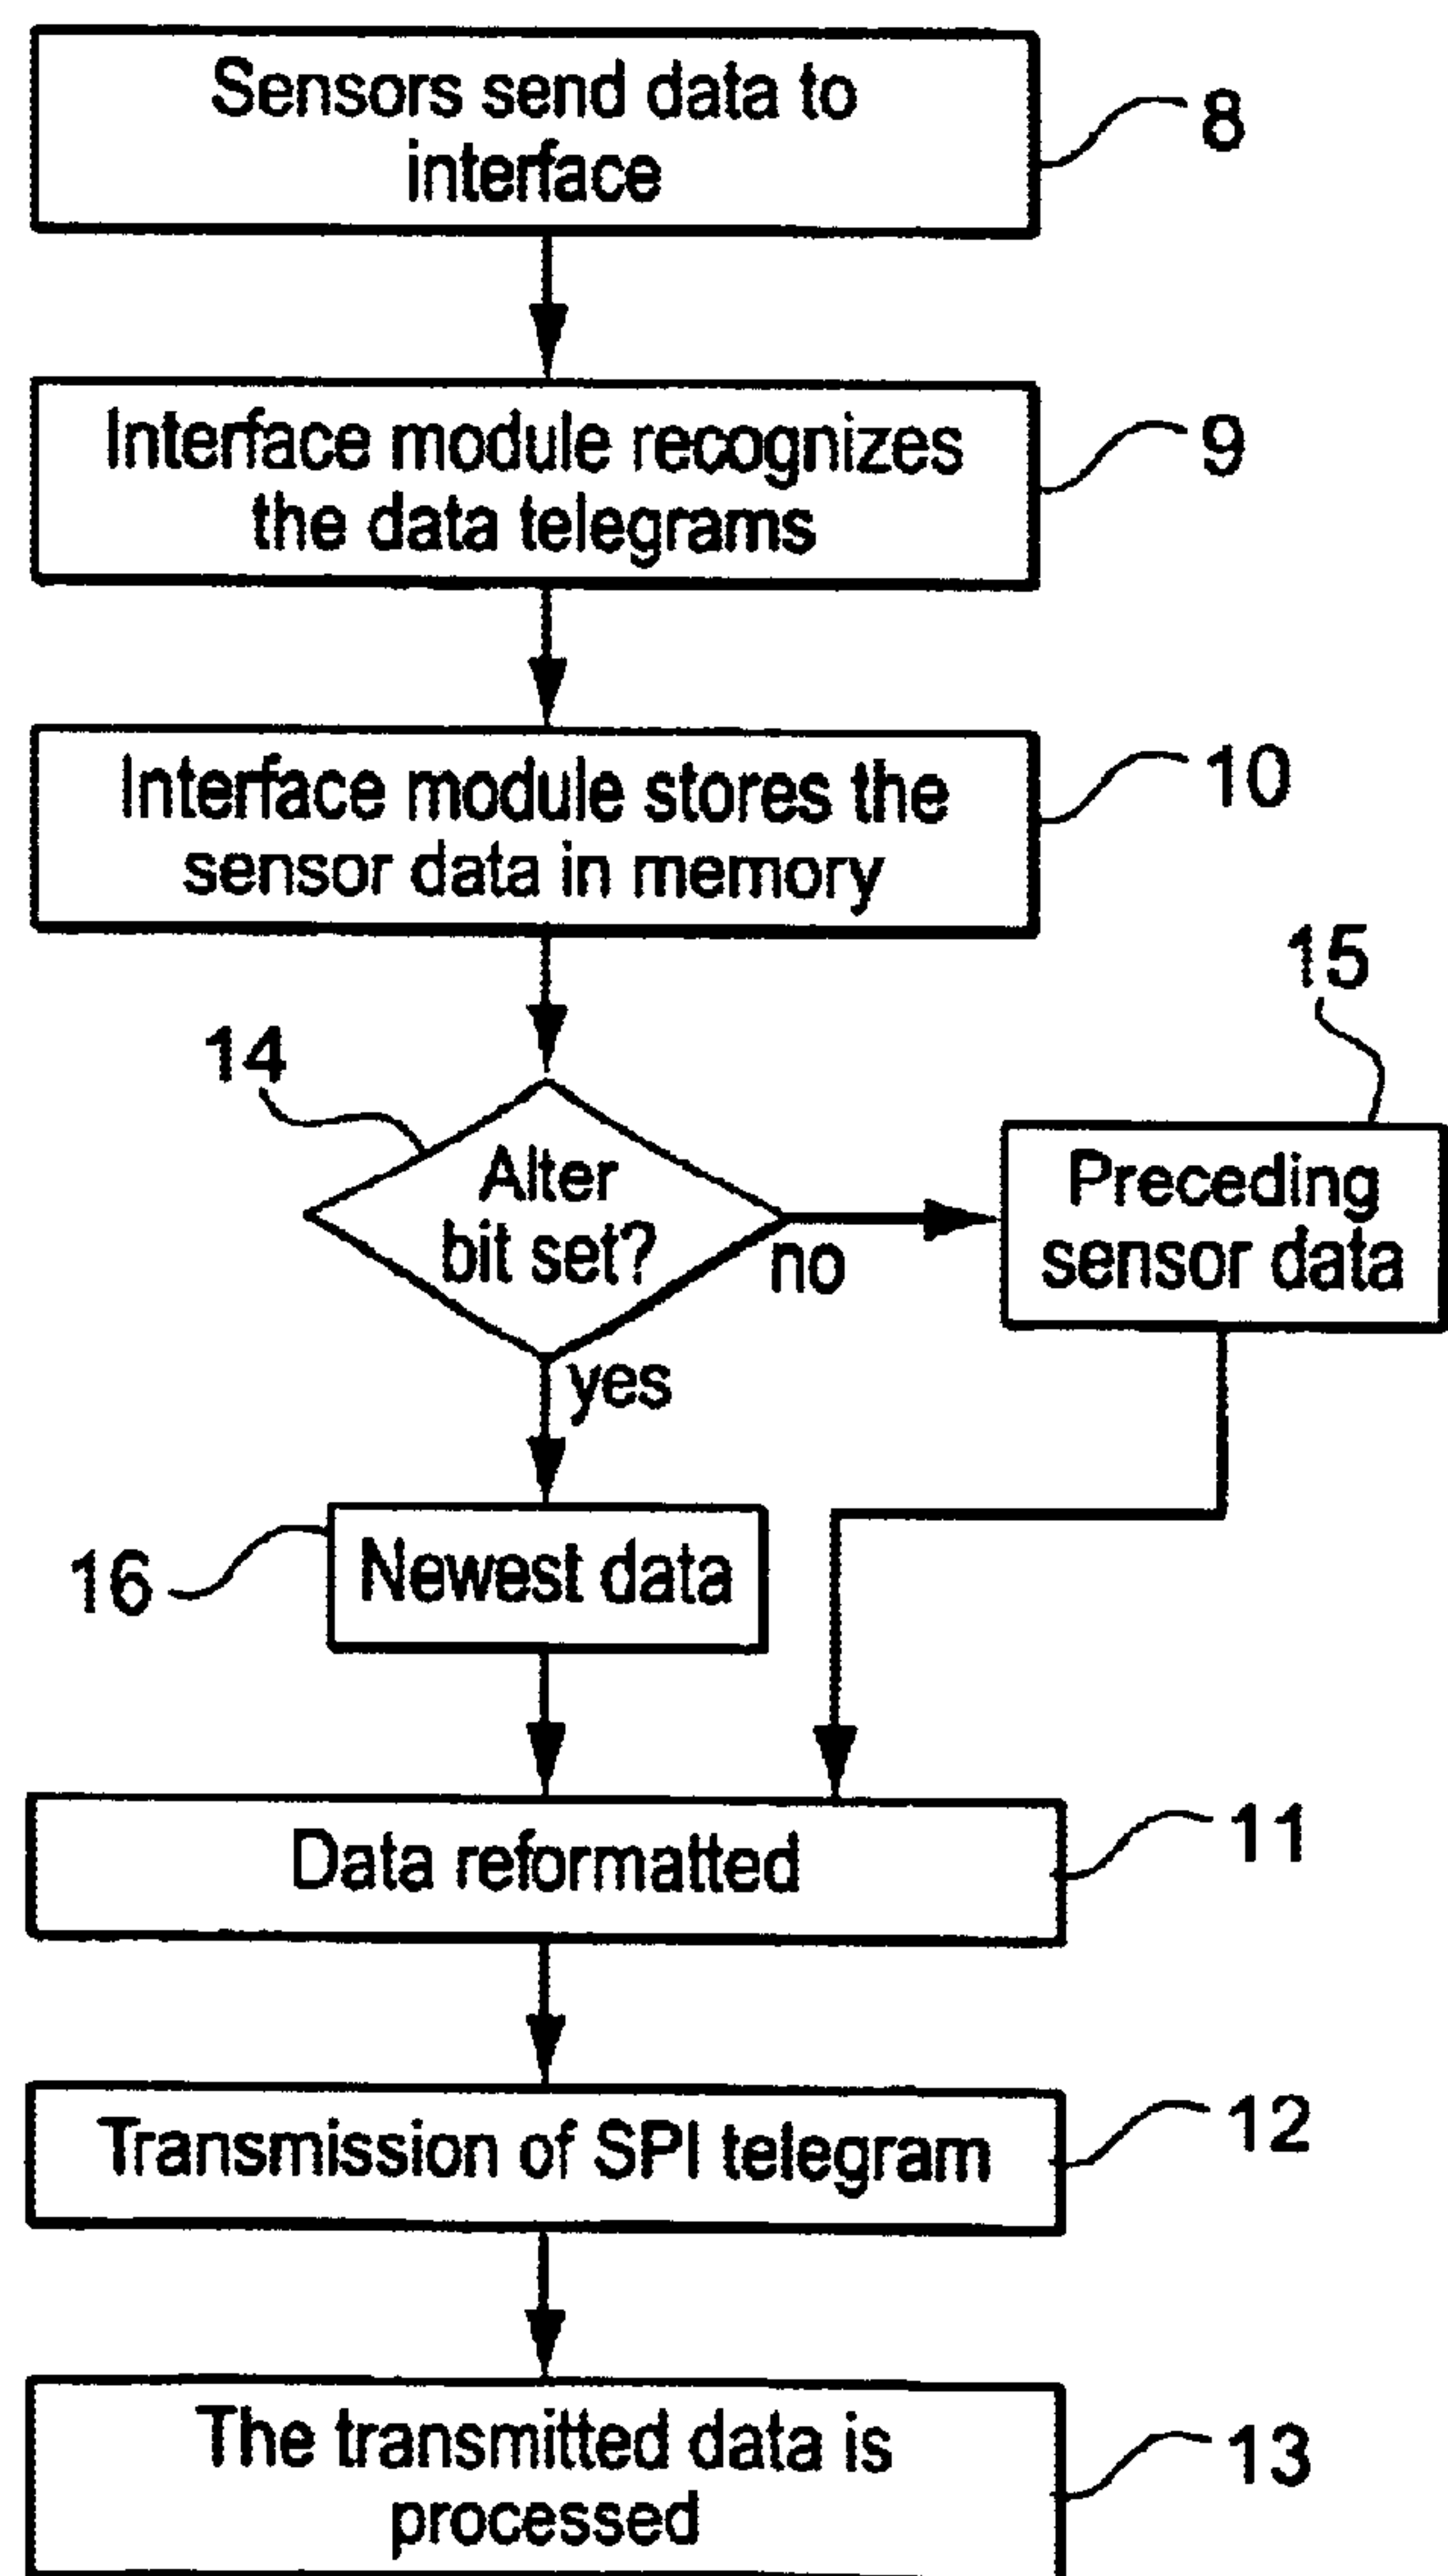 Sensors send data to
interface
8
Interface module recognizes
the data telegrams
9
Interface module stores the
sensor data in memory
10
14
Alter
bit set?
no
yes
15
Preceding
sensor data
16
Newest data
Data reformatted
11
Transmission of SPI telegram
12
The transmitted data is
processed
13